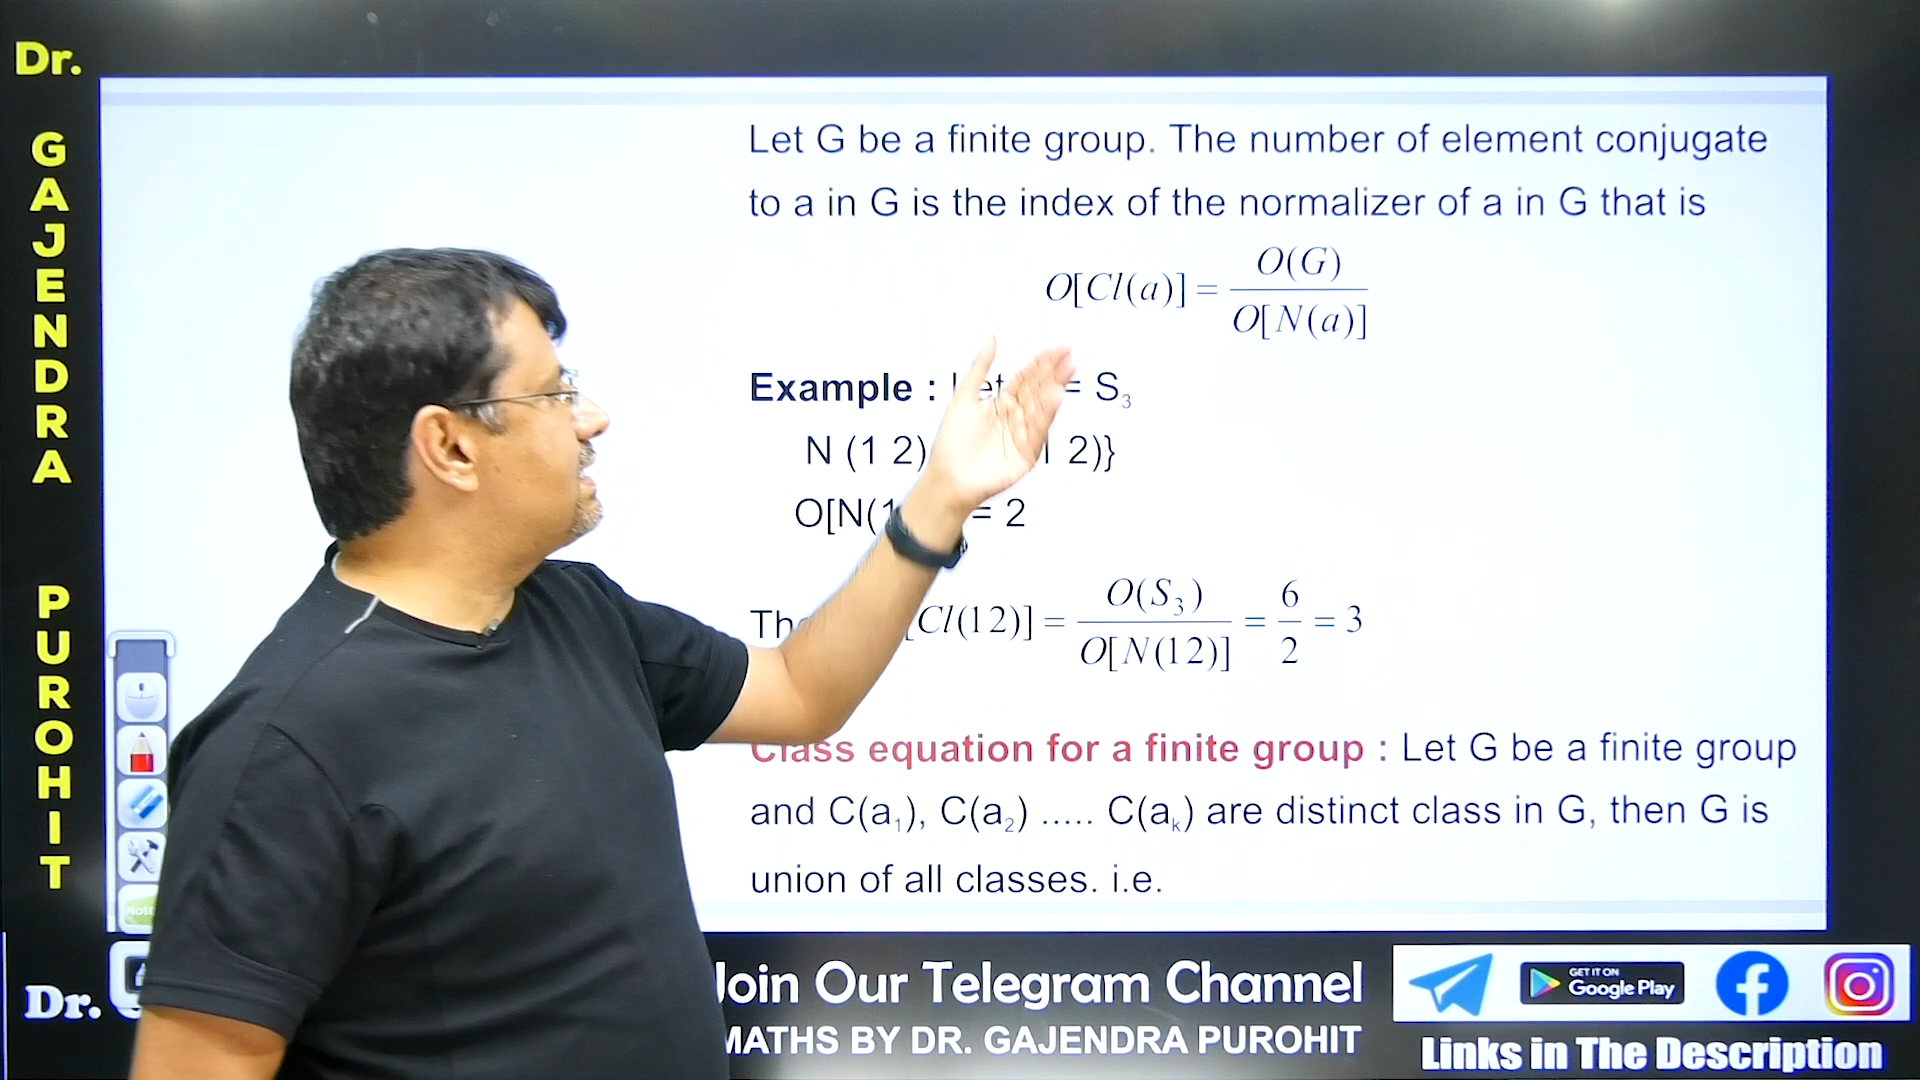 Dr.
GAJENDRA
PUROHIT
Dr.
Let G be a finite group. The number of element conjugate
to a in G is the index of the normalizer of a in G that is
O[Cl(a)] = O(G) / O[N(a)]
Example : = S₃
N (1 2) 2)}
O[N(1 = 2
[Cl(12)] = O(S₃) / O[N(12)] = 6 / 2 = 3
Class equation for a finite group : Let G be a finite group
and C(a₁), C(a₂) ..... C(aₖ) are distinct class in G, then G is
union of all classes. i.e.
Note
Join Our Telegram Channel
MATHS BY DR. GAJENDRA PUROHIT
GET IT ON
Google Play
Links in The Description